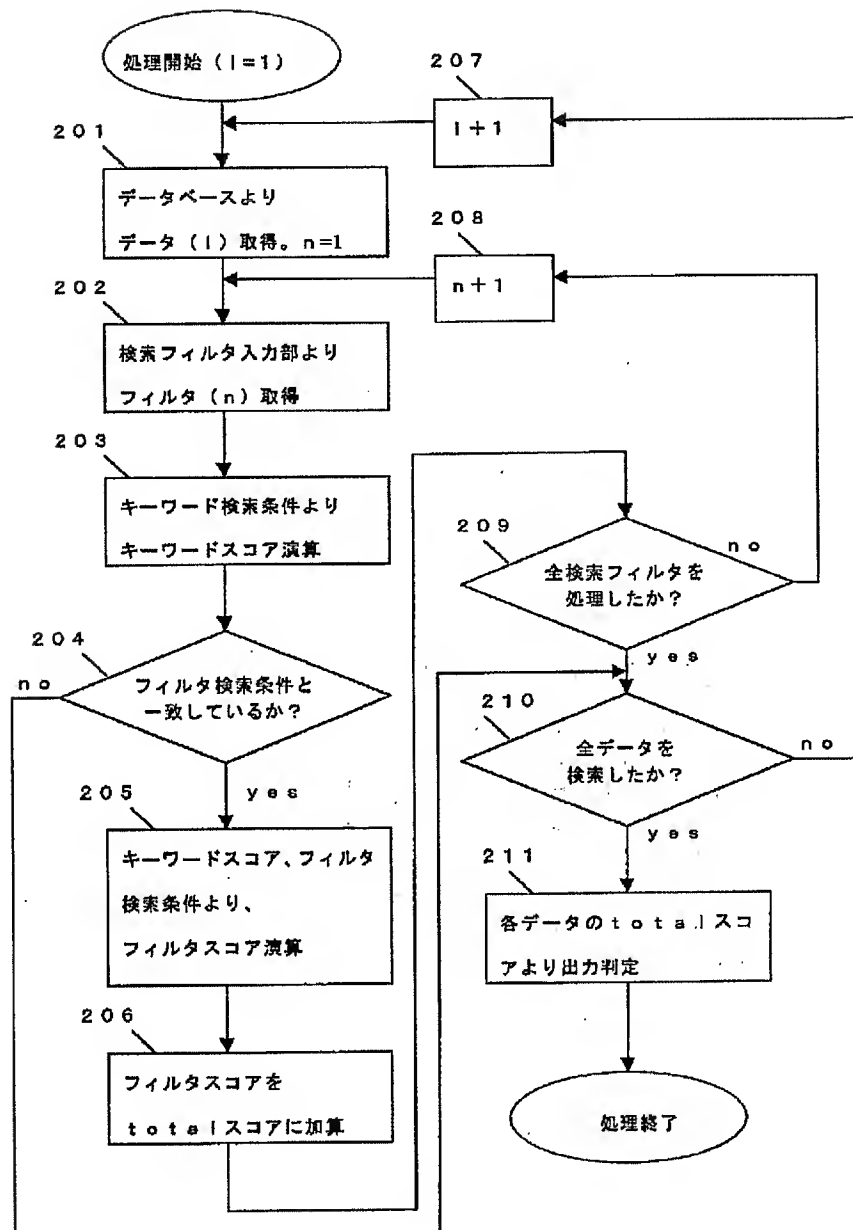 処理開始（l=1）
207
l+1
201
データベースより
データ（l）取得。n=1
208
n+1
202
検索フィルタ入力部より
フィルタ（n）取得
203
キーワード検索条件より
キーワードスコア演算
204
no
フィルタ検索条件と
一致しているか？
yes
205
キーワードスコア、フィルタ
検索条件より、
フィルタスコア演算
206
フィルタスコアを
totalスコアに加算
209
no
全検索フィルタを
処理したか？
yes
210
no
全データを
検索したか？
yes
211
各データのtotalスコ
アより出力判定
処理終了